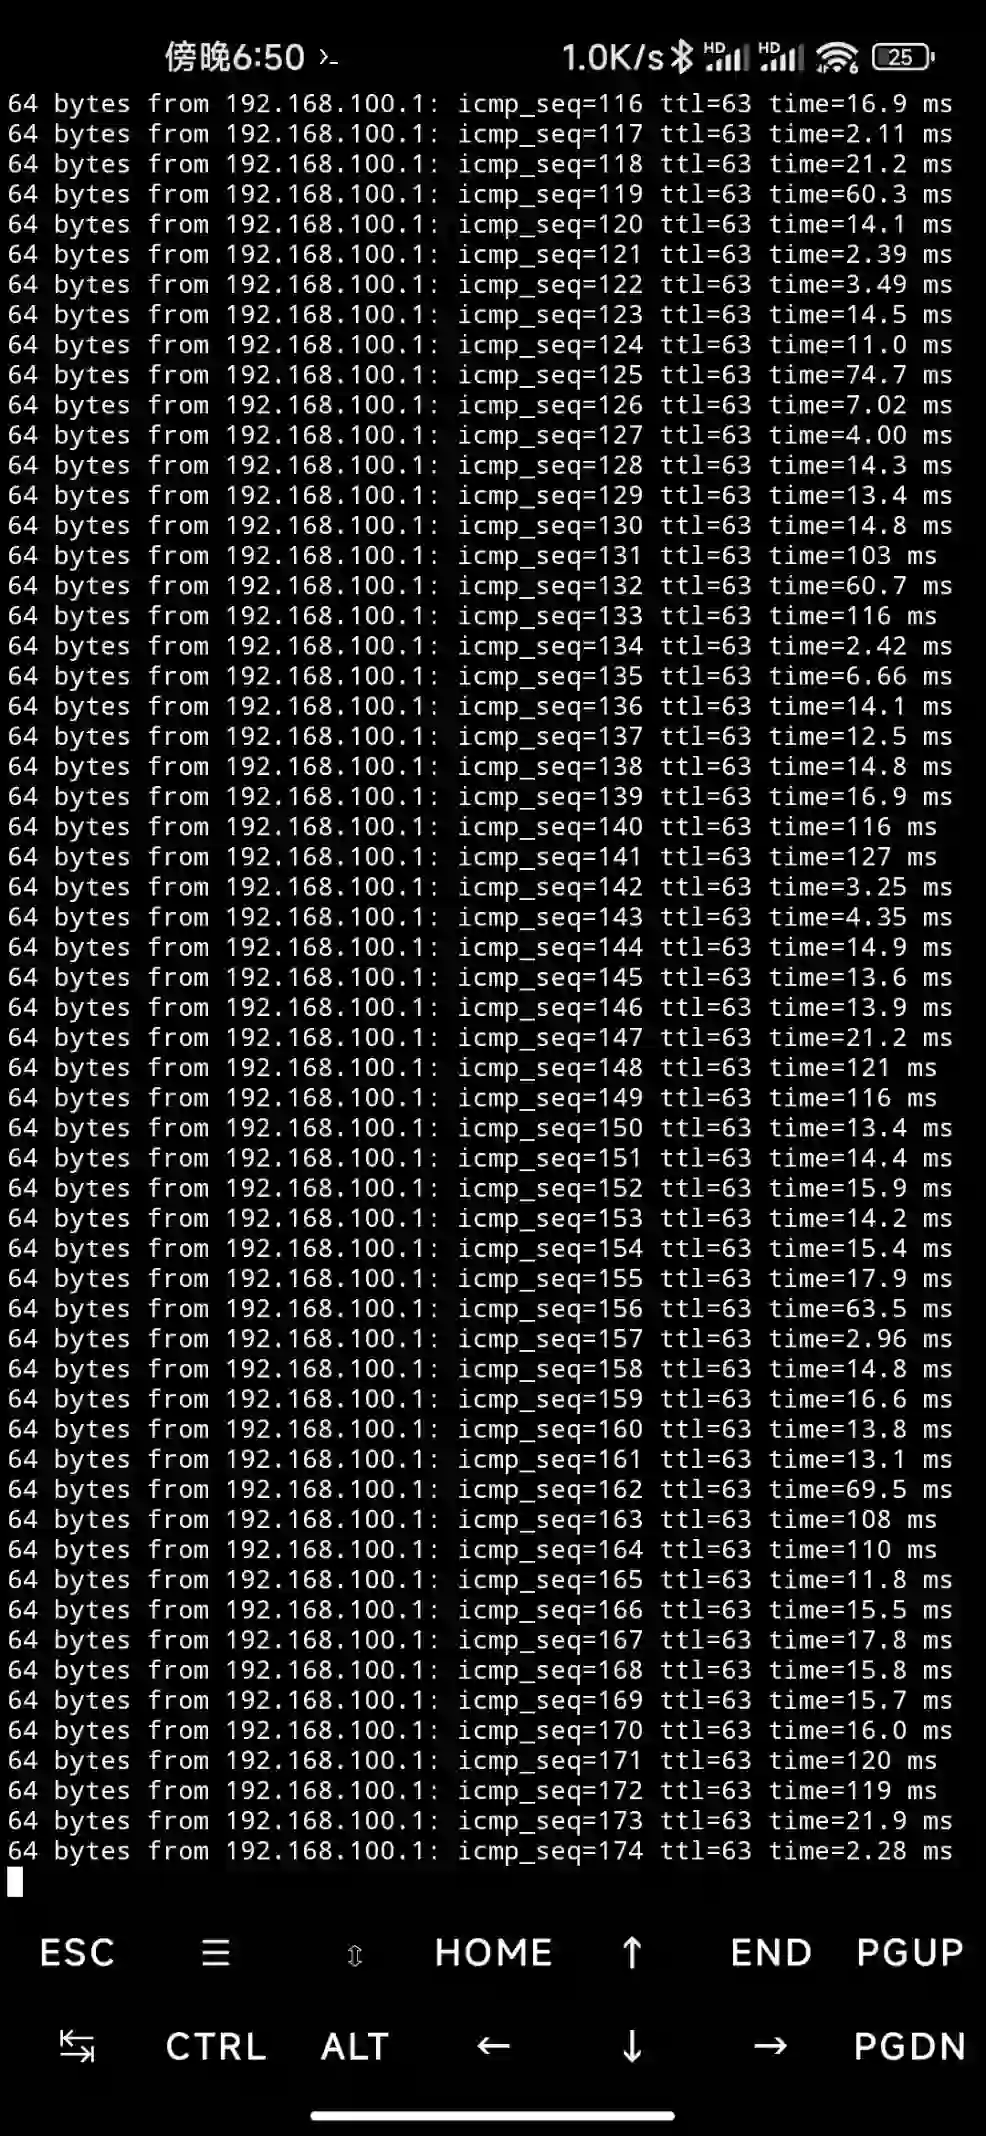 傍晚6:50 >_ 1.0K/s HD HD 6 25
64 bytes from 192.168.100.1: icmp_seq=116 ttl=63 time=16.9 ms
64 bytes from 192.168.100.1: icmp_seq=117 ttl=63 time=2.11 ms
64 bytes from 192.168.100.1: icmp_seq=118 ttl=63 time=21.2 ms
64 bytes from 192.168.100.1: icmp_seq=119 ttl=63 time=60.3 ms
64 bytes from 192.168.100.1: icmp_seq=120 ttl=63 time=14.1 ms
64 bytes from 192.168.100.1: icmp_seq=121 ttl=63 time=2.39 ms
64 bytes from 192.168.100.1: icmp_seq=122 ttl=63 time=3.49 ms
64 bytes from 192.168.100.1: icmp_seq=123 ttl=63 time=14.5 ms
64 bytes from 192.168.100.1: icmp_seq=124 ttl=63 time=11.0 ms
64 bytes from 192.168.100.1: icmp_seq=125 ttl=63 time=74.7 ms
64 bytes from 192.168.100.1: icmp_seq=126 ttl=63 time=7.02 ms
64 bytes from 192.168.100.1: icmp_seq=127 ttl=63 time=4.00 ms
64 bytes from 192.168.100.1: icmp_seq=128 ttl=63 time=14.3 ms
64 bytes from 192.168.100.1: icmp_seq=129 ttl=63 time=13.4 ms
64 bytes from 192.168.100.1: icmp_seq=130 ttl=63 time=14.8 ms
64 bytes from 192.168.100.1: icmp_seq=131 ttl=63 time=103 ms
64 bytes from 192.168.100.1: icmp_seq=132 ttl=63 time=60.7 ms
64 bytes from 192.168.100.1: icmp_seq=133 ttl=63 time=116 ms
64 bytes from 192.168.100.1: icmp_seq=134 ttl=63 time=2.42 ms
64 bytes from 192.168.100.1: icmp_seq=135 ttl=63 time=6.66 ms
64 bytes from 192.168.100.1: icmp_seq=136 ttl=63 time=14.1 ms
64 bytes from 192.168.100.1: icmp_seq=137 ttl=63 time=12.5 ms
64 bytes from 192.168.100.1: icmp_seq=138 ttl=63 time=14.8 ms
64 bytes from 192.168.100.1: icmp_seq=139 ttl=63 time=16.9 ms
64 bytes from 192.168.100.1: icmp_seq=140 ttl=63 time=116 ms
64 bytes from 192.168.100.1: icmp_seq=141 ttl=63 time=127 ms
64 bytes from 192.168.100.1: icmp_seq=142 ttl=63 time=3.25 ms
64 bytes from 192.168.100.1: icmp_seq=143 ttl=63 time=4.35 ms
64 bytes from 192.168.100.1: icmp_seq=144 ttl=63 time=14.9 ms
64 bytes from 192.168.100.1: icmp_seq=145 ttl=63 time=13.6 ms
64 bytes from 192.168.100.1: icmp_seq=146 ttl=63 time=13.9 ms
64 bytes from 192.168.100.1: icmp_seq=147 ttl=63 time=21.2 ms
64 bytes from 192.168.100.1: icmp_seq=148 ttl=63 time=121 ms
64 bytes from 192.168.100.1: icmp_seq=149 ttl=63 time=116 ms
64 bytes from 192.168.100.1: icmp_seq=150 ttl=63 time=13.4 ms
64 bytes from 192.168.100.1: icmp_seq=151 ttl=63 time=14.4 ms
64 bytes from 192.168.100.1: icmp_seq=152 ttl=63 time=15.9 ms
64 bytes from 192.168.100.1: icmp_seq=153 ttl=63 time=14.2 ms
64 bytes from 192.168.100.1: icmp_seq=154 ttl=63 time=15.4 ms
64 bytes from 192.168.100.1: icmp_seq=155 ttl=63 time=17.9 ms
64 bytes from 192.168.100.1: icmp_seq=156 ttl=63 time=63.5 ms
64 bytes from 192.168.100.1: icmp_seq=157 ttl=63 time=2.96 ms
64 bytes from 192.168.100.1: icmp_seq=158 ttl=63 time=14.8 ms
64 bytes from 192.168.100.1: icmp_seq=159 ttl=63 time=16.6 ms
64 bytes from 192.168.100.1: icmp_seq=160 ttl=63 time=13.8 ms
64 bytes from 192.168.100.1: icmp_seq=161 ttl=63 time=13.1 ms
64 bytes from 192.168.100.1: icmp_seq=162 ttl=63 time=69.5 ms
64 bytes from 192.168.100.1: icmp_seq=163 ttl=63 time=108 ms
64 bytes from 192.168.100.1: icmp_seq=164 ttl=63 time=110 ms
64 bytes from 192.168.100.1: icmp_seq=165 ttl=63 time=11.8 ms
64 bytes from 192.168.100.1: icmp_seq=166 ttl=63 time=15.5 ms
64 bytes from 192.168.100.1: icmp_seq=167 ttl=63 time=17.8 ms
64 bytes from 192.168.100.1: icmp_seq=168 ttl=63 time=15.8 ms
64 bytes from 192.168.100.1: icmp_seq=169 ttl=63 time=15.7 ms
64 bytes from 192.168.100.1: icmp_seq=170 ttl=63 time=16.0 ms
64 bytes from 192.168.100.1: icmp_seq=171 ttl=63 time=120 ms
64 bytes from 192.168.100.1: icmp_seq=172 ttl=63 time=119 ms
64 bytes from 192.168.100.1: icmp_seq=173 ttl=63 time=21.9 ms
64 bytes from 192.168.100.1: icmp_seq=174 ttl=63 time=2.28 ms
ESC ☰ ⇳ HOME ↑ END PGUP
↹ CTRL ALT ← ↓ → PGDN